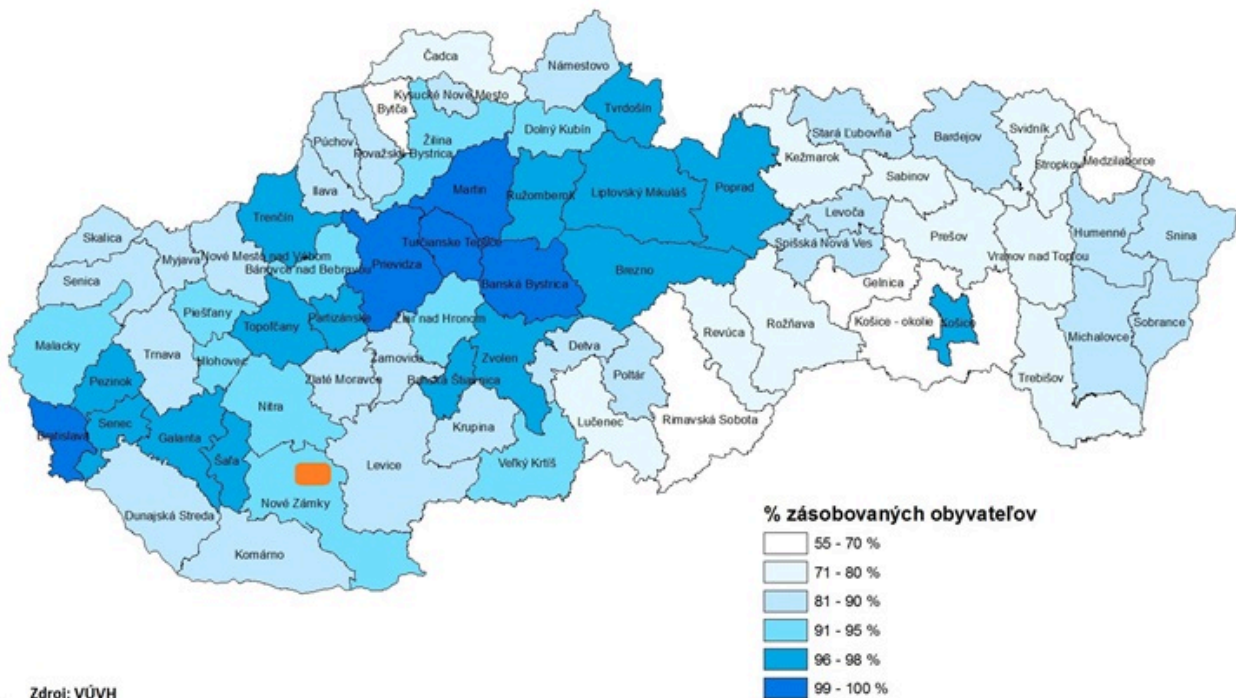 Čadca
Námestovo
Kysucké Nové Mesto
Bytča
Tvrdošín
Dolný Kubín
Žilina
Púchov
Považská Bystrica
Stará Ľubovňa
Bardejov
Svidník
Stropkov
Medzilaborce
Kežmarok
Sabinov
Ilava
Martin
Ružomberok
Liptovský Mikuláš
Poprad
Levoča
Trenčín
Prešov
Humenné
Snina
Skalica
Myjava
Nové Mesto nad Váhom
Turčianske Teplice
Spišská Nová Ves
Vranov nad Topľou
Bánovce nad Bebravou
Prievidza
Brezno
Senica
Banská Bystrica
Gelnica
Piešťany
Partizánske
Žiar nad Hronom
Košice - okolie
Košice
Sobrance
Topoľčany
Revúca
Rožňava
Michalovce
Malacky
Trnava
Hlohovec
Detva
Zvolen
Žarnovica
Zlaté Moravce
Banská Štiavnica
Poltár
Trebišov
Pezinok
Nitra
Lučenec
Rimavská Sobota
Krupina
Bratislava
Senec
Galanta
Šaľa
Levice
Veľký Krtíš
Nové Zámky
Dunajská Streda
Komárno
% zásobovaných obyvateľov
55 - 70 %
71 - 80 %
81 - 90 %
91 - 95 %
96 - 98 %
99 - 100 %
Zdroj: VÚVH